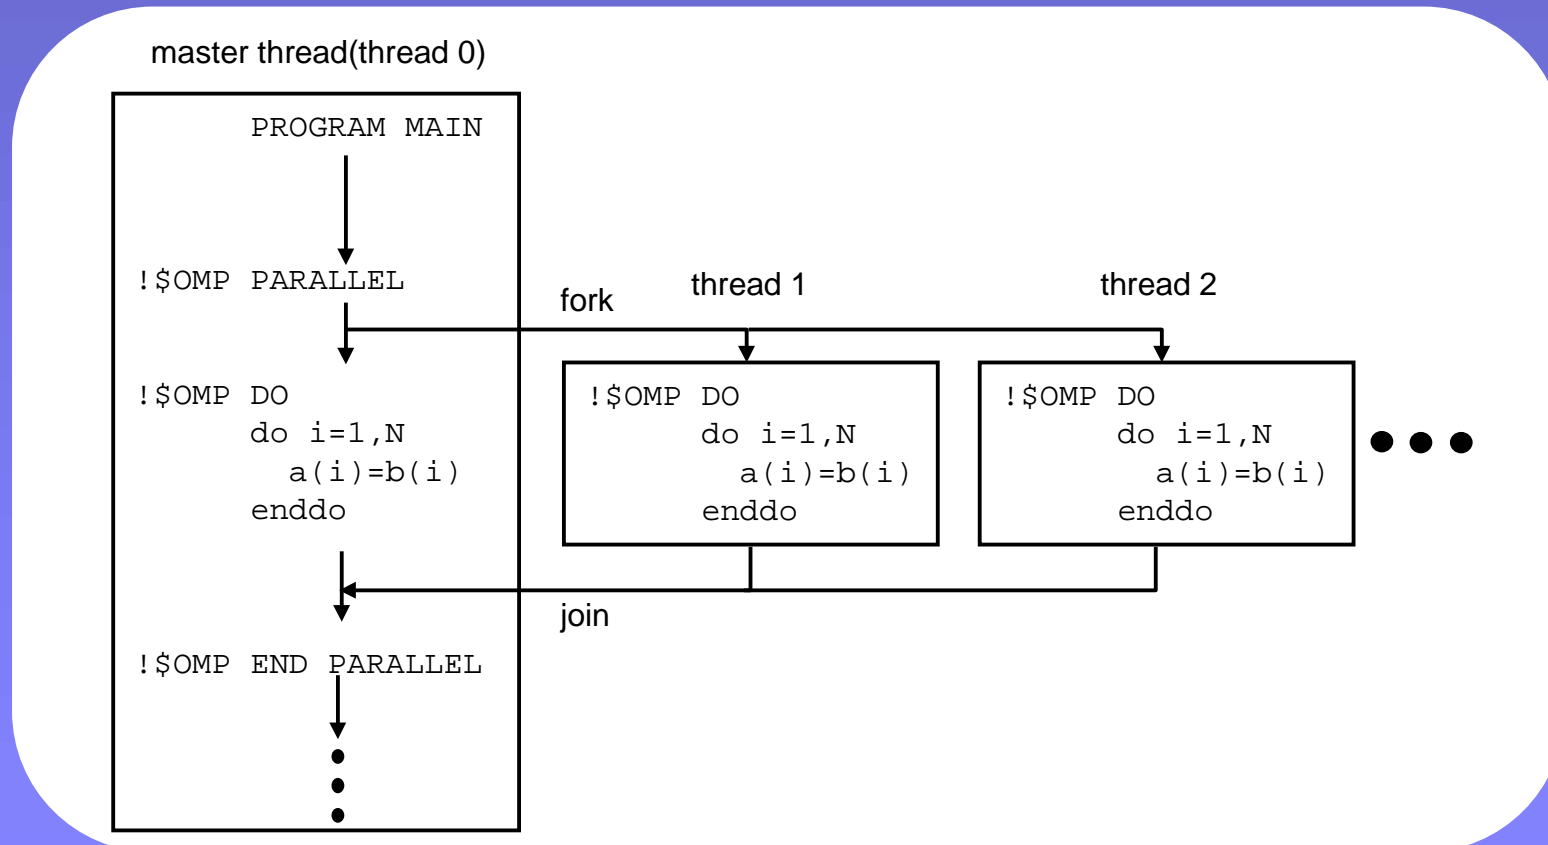 master thread(thread 0)
PROGRAM MAIN
!$OMP PARALLEL
fork
thread 1
thread 2
!$OMP DO
do i=1,N
a(i)=b(i)
enddo
!$OMP DO
do i=1,N
a(i)=b(i)
enddo
!$OMP DO
do i=1,N
a(i)=b(i)
enddo
join
!$OMP END PARALLEL